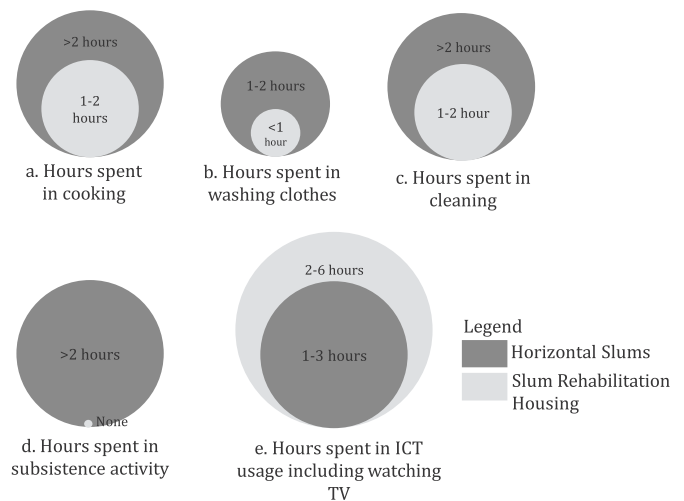 >2 hours
1-2
hours
a. Hours spent
in cooking
1-2 hours
<1
hour
b. Hours spent in
washing clothes
>2 hours
1-2 hour
c. Hours spent in
cleaning
>2 hours
None
d. Hours spent in
subsistence activity
2-6 hours
1-3 hours
e. Hours spent in ICT
usage including watching
TV
Legend
Horizontal Slums
Slum Rehabilitation
Housing